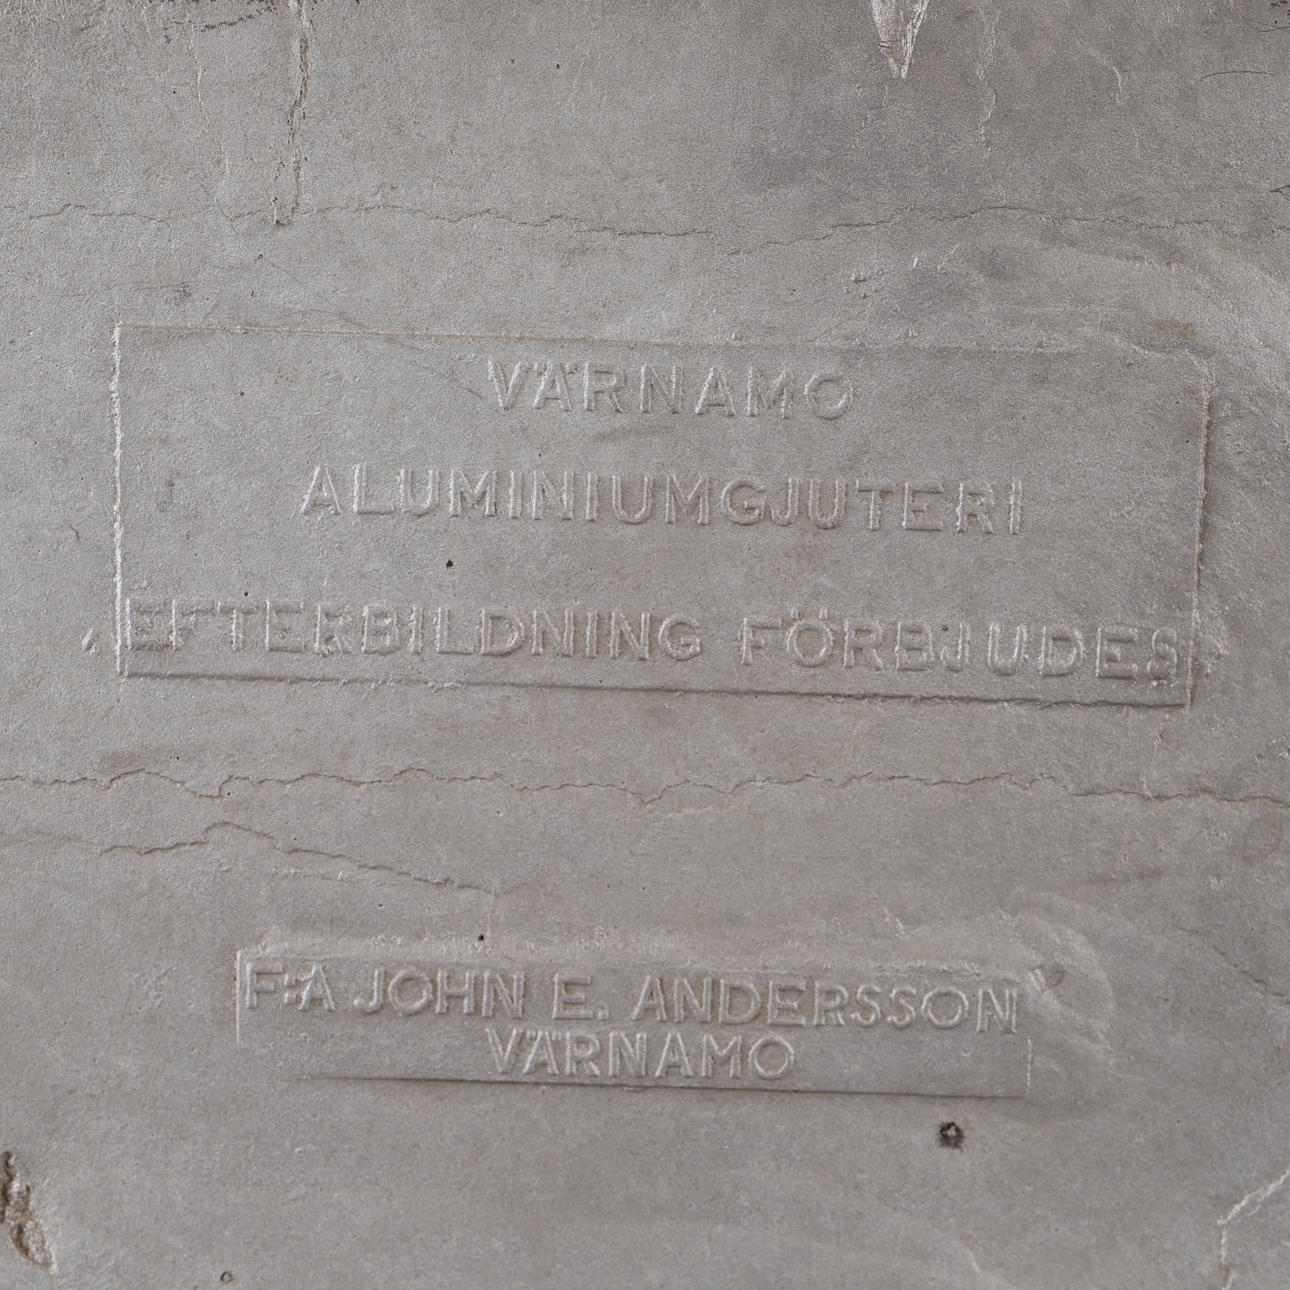 VÄRNAMO
ALUMINIUMGJUTERI
EFTERBILDNING FÖRBJUDES
F:A JOHN E. ANDERSSON
VÄRNAMO